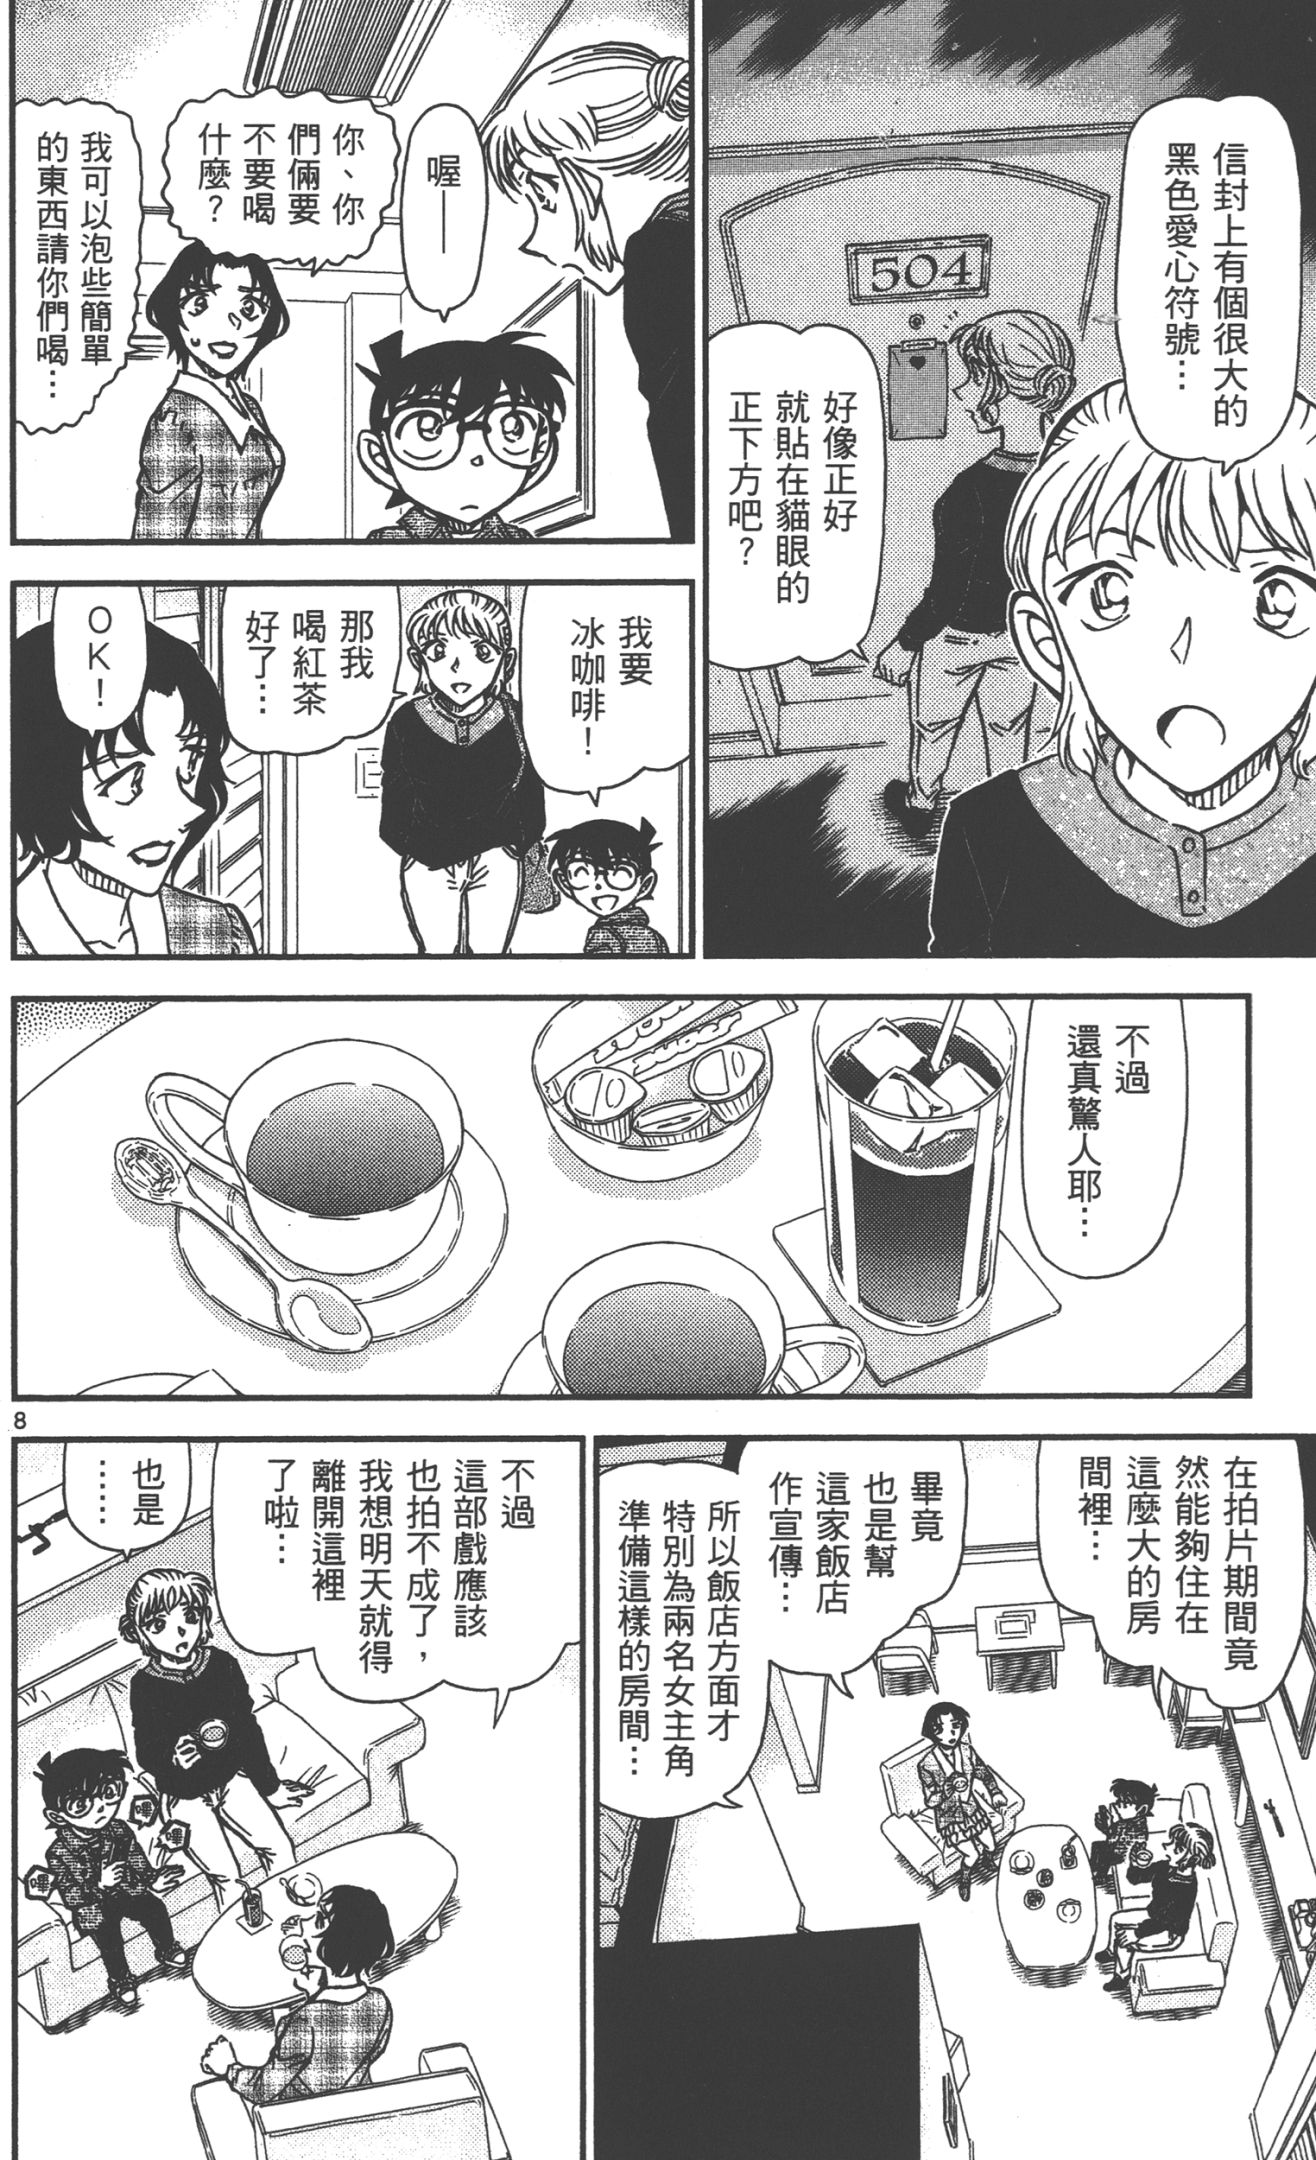 信封上有個很大的
黑色愛心符號…
504
好像正好
就貼在貓眼的
正下方吧？
喔——
你、你
們倆要
不要喝
什麼？
我可以泡些簡單
的東西請你們喝…
我要
冰咖啡！
那我
喝紅茶
好了…
OK！
不過
還真驚人耶…
8
在拍片期間竟
然能夠住在
這麼大的房
間裡…
畢竟
也是幫
這家飯店
作宣傳…
所以飯店方面才
特別為兩名女主角
準備這樣的房間…
不過
這部戲應該
也拍不成了，
我想明天就得
離開這裡
了啦…
也是
……
嗶
嗶
嗶